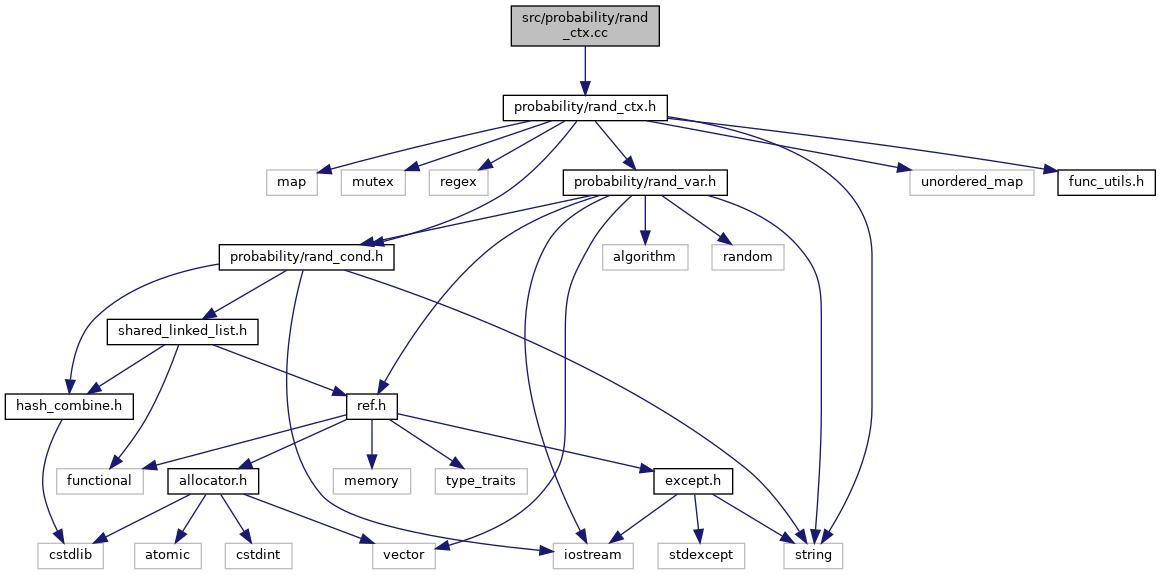 src/probability/rand
_ctx.cc
probability/rand_ctx.h
map
mutex
regex
probability/rand_var.h
unordered_map
func_utils.h
probability/rand_cond.h
algorithm
random
shared_linked_list.h
hash_combine.h
ref.h
functional
allocator.h
memory
type_traits
except.h
cstdlib
atomic
cstdint
vector
iostream
stdexcept
string